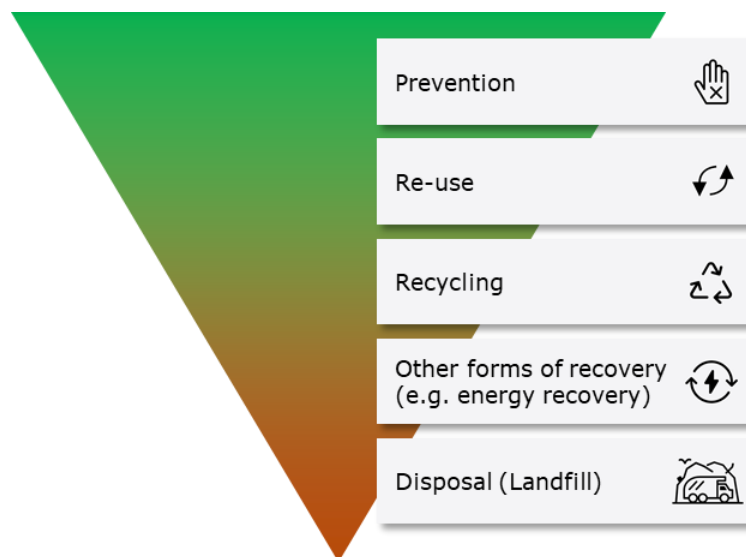 Prevention
Re-use
Recycling
Other forms of recovery
(e.g. energy recovery)
Disposal (Landfill)